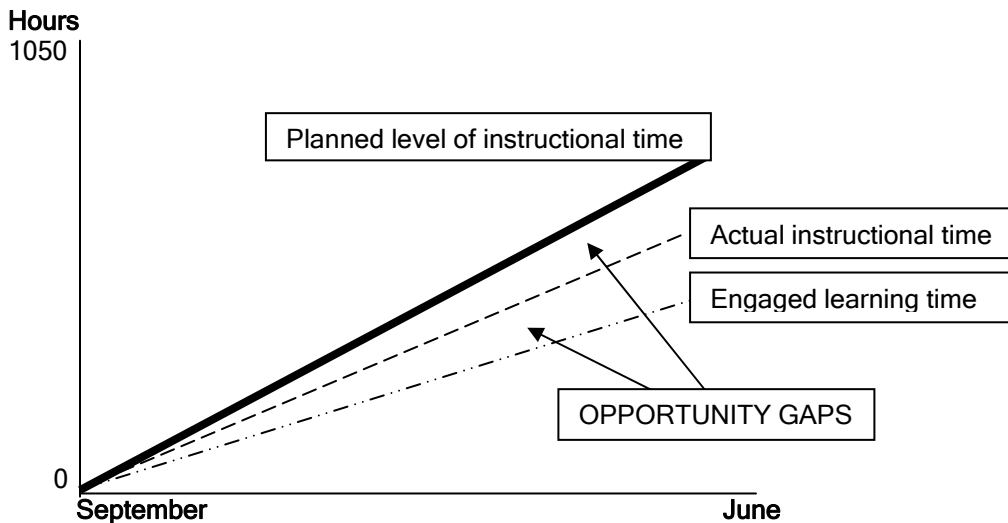 Hours
1050
Planned level of instructional time
Actual instructional time
Engaged learning time
OPPORTUNITY GAPS
0
September
June